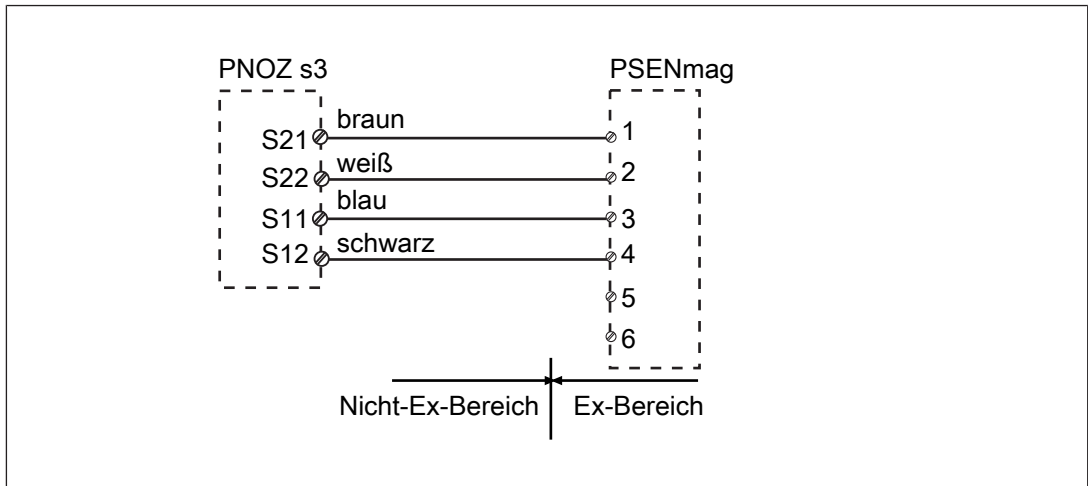 PNOZ s3
PSENmag
S21 braun 1
S22 weiß 2
S11 blau 3
S12 schwarz 4
5
6
Nicht-Ex-Bereich Ex-Bereich